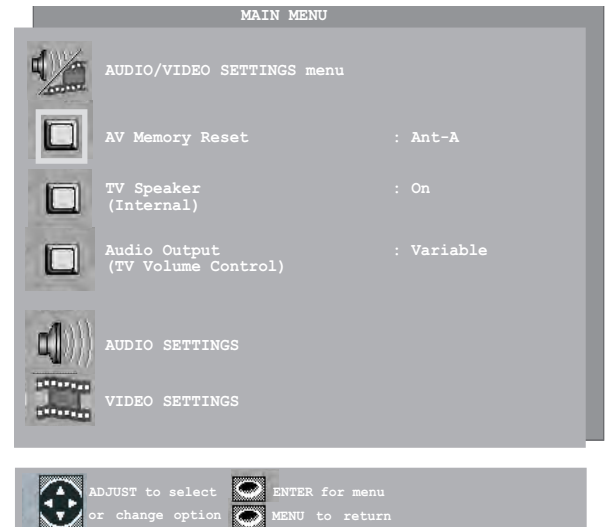 MAIN MENU
AUDIO/VIDEO SETTINGS menu
AV Memory Reset : Ant-A
TV Speaker : On
(Internal)
Audio Output : Variable
(TV Volume Control)
AUDIO SETTINGS
VIDEO SETTINGS
ADJUST to select ENTER for menu
or change option MENU to return